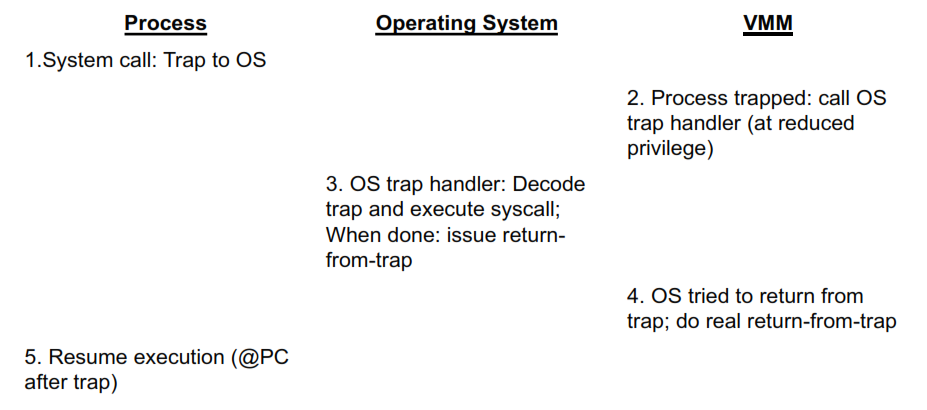 Process
Operating System
VMM
1.System call: Trap to OS
2. Process trapped: call OS
trap handler (at reduced
privilege)
3. OS trap handler: Decode
trap and execute syscall;
When done: issue return-
from-trap
4. OS tried to return from
trap; do real return-from-trap
5. Resume execution (@PC
after trap)